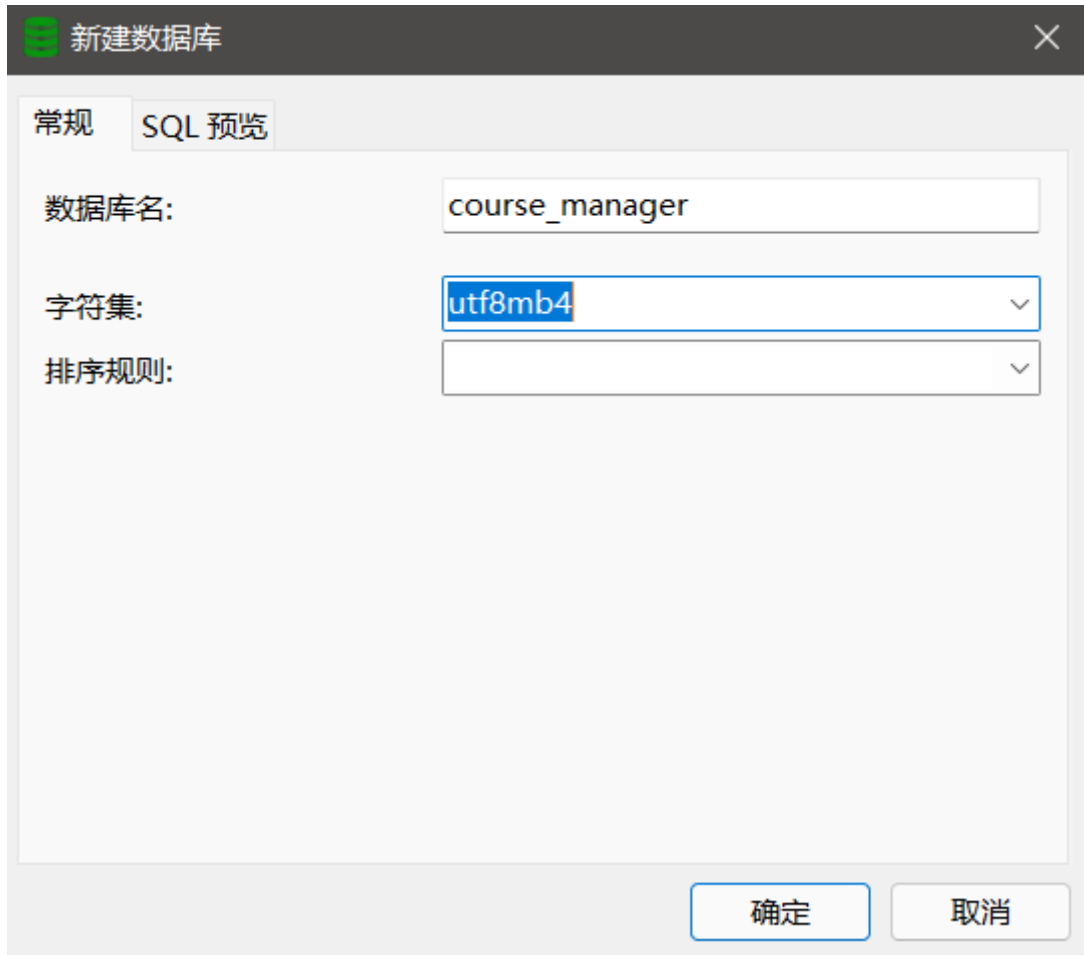 新建数据库
常规
SQL 预览
数据库名:
course_manager
字符集:
utf8mb4
排序规则:
确定
取消